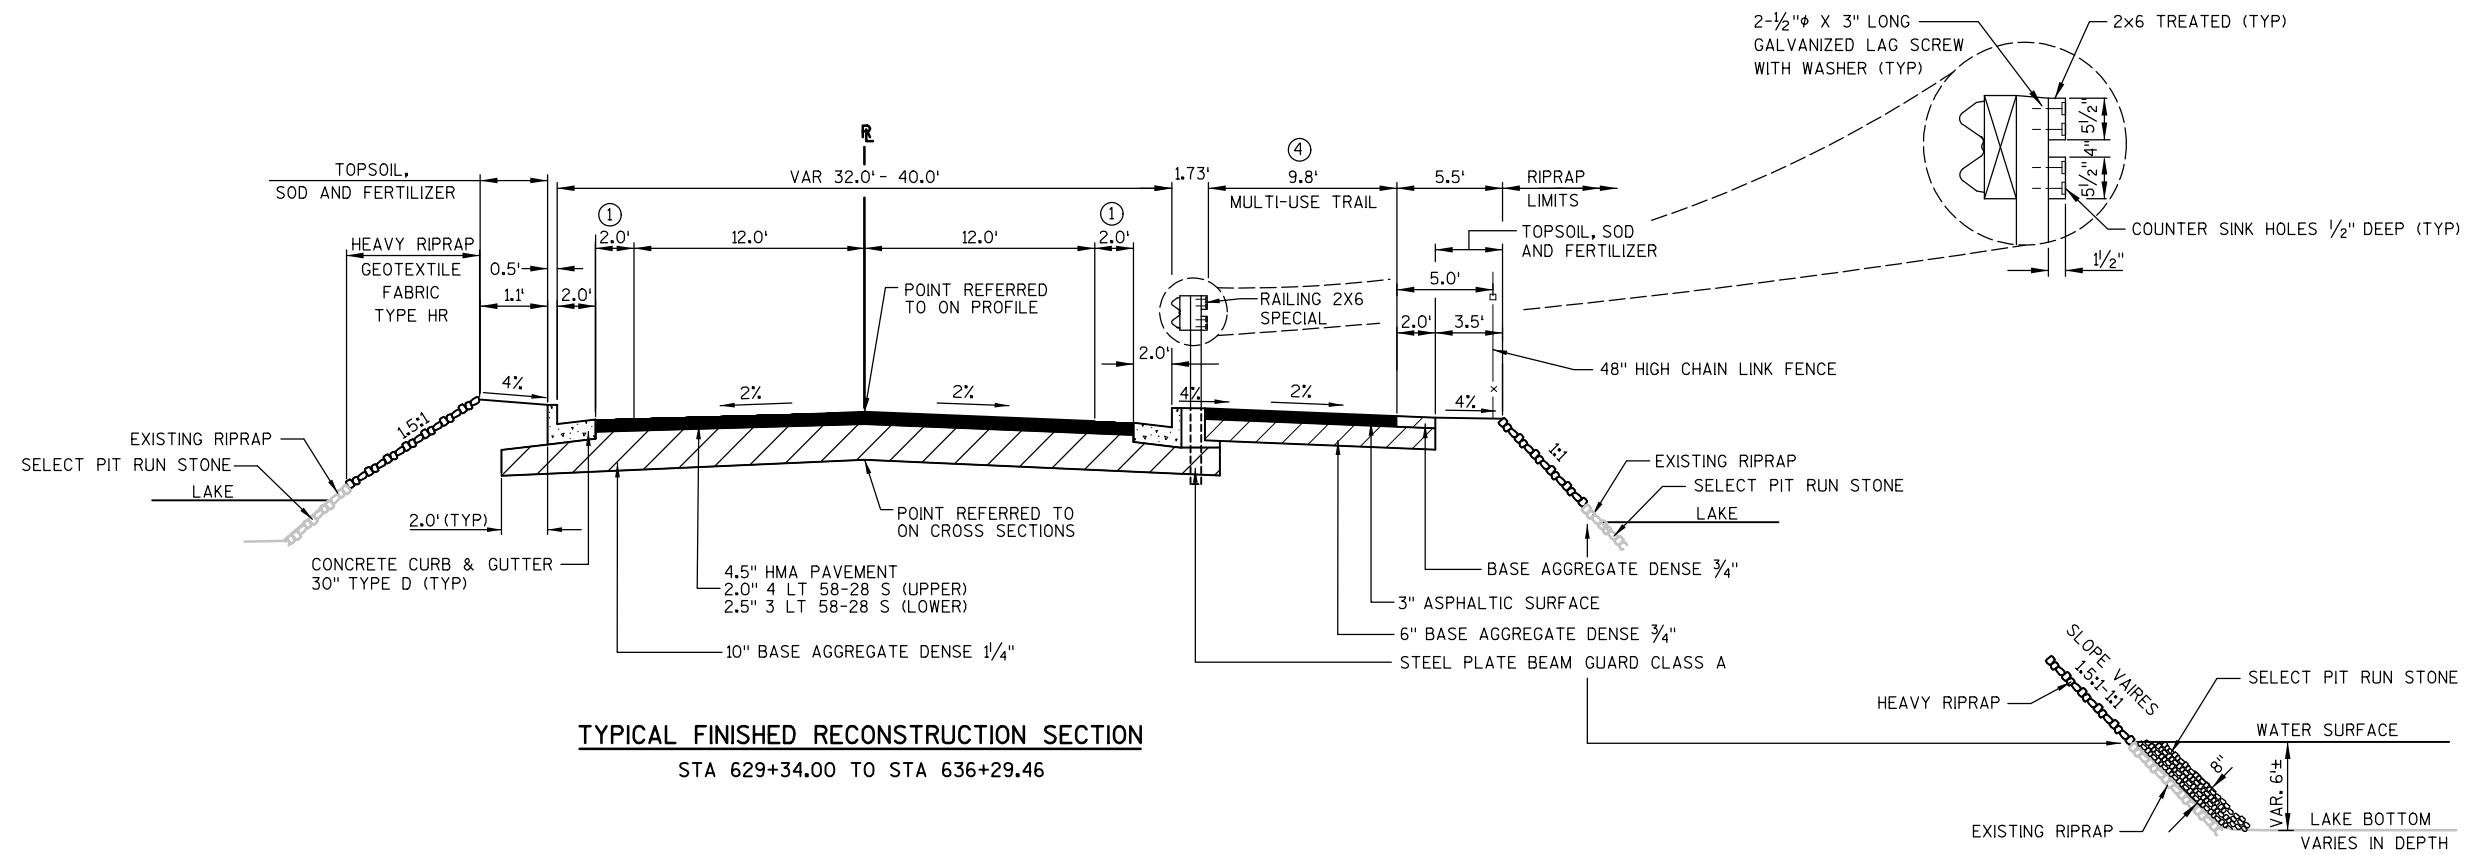 2-½"φ X 3" LONG
GALVANIZED LAG SCREW
WITH WASHER (TYP)
2x6 TREATED (TYP)
5½"
4"
5½"
COUNTER SINK HOLES ½" DEEP (TYP)
1½"
TOPSOIL,
SOD AND FERTILIZER
VAR 32.0' - 40.0'
1.73'
4
9.8'
MULTI-USE TRAIL
5.5'
RIPRAP
LIMITS
TOPSOIL, SOD
AND FERTILIZER
HEAVY RIPRAP
GEOTEXTILE
FABRIC
TYPE HR
0.5'
1.1'
2.0'
1
2.0'
12.0'
12.0'
1
2.0'
POINT REFERRED
TO ON PROFILE
RAILING 2X6
SPECIAL
5.0'
2.0'
3.5'
2.0'
48" HIGH CHAIN LINK FENCE
4%
2%
2%
4%
2%
4%
1.5:1
1:1
EXISTING RIPRAP
SELECT PIT RUN STONE
LAKE
2.0' (TYP)
EXISTING RIPRAP
SELECT PIT RUN STONE
LAKE
POINT REFERRED TO
ON CROSS SECTIONS
CONCRETE CURB & GUTTER
30" TYPE D (TYP)
4.5" HMA PAVEMENT
2.0" 4 LT 58-28 S (UPPER)
2.5" 3 LT 58-28 S (LOWER)
10" BASE AGGREGATE DENSE 1¼"
BASE AGGREGATE DENSE ¾"
3" ASPHALTIC SURFACE
6" BASE AGGREGATE DENSE ¾"
STEEL PLATE BEAM GUARD CLASS A
TYPICAL FINISHED RECONSTRUCTION SECTION
STA 629+34.00 TO STA 636+29.46
SLOPE VAIRES
1.5:1-1:1
HEAVY RIPRAP
SELECT PIT RUN STONE
WATER SURFACE
8"
VAR. 6'±
EXISTING RIPRAP
LAKE BOTTOM
VARIES IN DEPTH